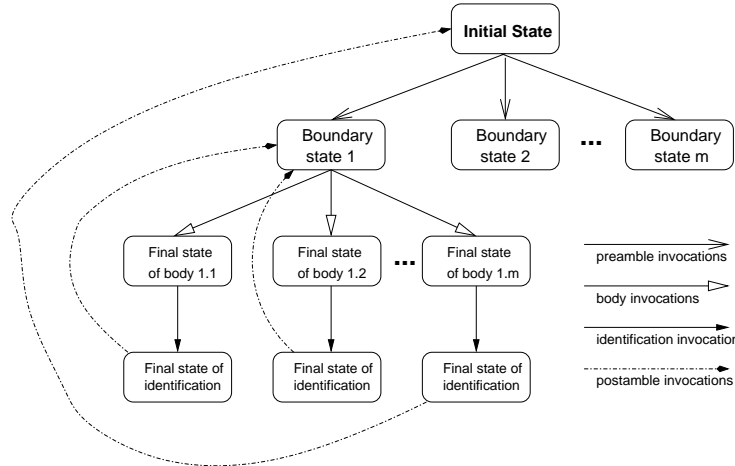 Initial State
Boundary
state 1
Boundary
state 2
...
Boundary
state m
Final state
of body 1.1
Final state
of body 1.2
...
Final state
of body 1.m
Final state of
identification
Final state of
identification
Final state of
identification
preamble invocations
body invocations
identification invocation
postamble invocations